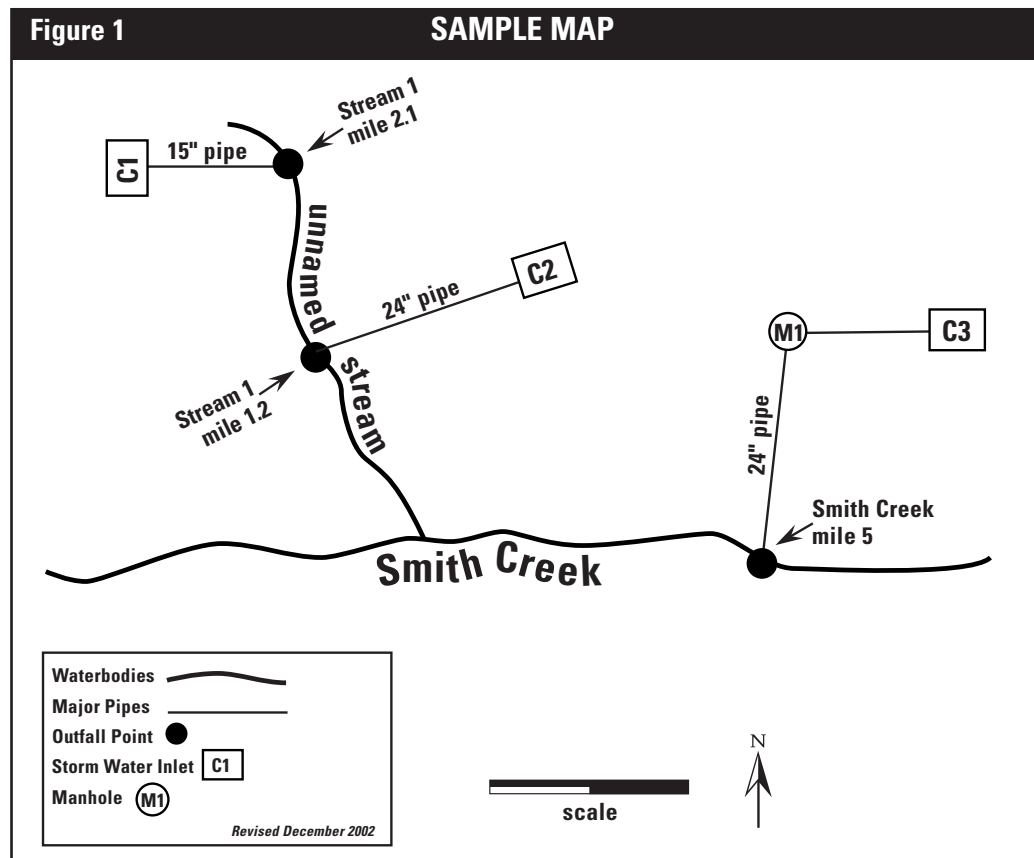 Figure 1
SAMPLE MAP
Stream 1
mile 2.1
15" pipe
C1
unnamed
stream
24" pipe
C2
Stream 1
mile 1.2
M1
C3
24" pipe
Smith Creek
mile 5
Smith Creek
Waterbodies
Major Pipes
Outfall Point
Storm Water Inlet C1
Manhole M1
Revised December 2002
scale
N